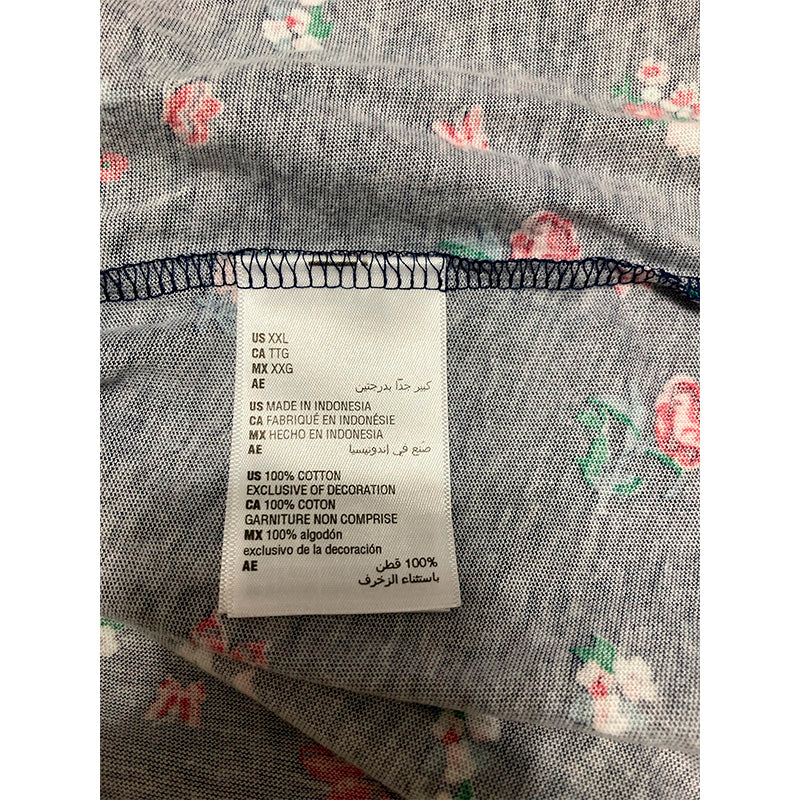 US XXL
CA TTG
MX XXG
AE كبير جدّا بدرجتين
US MADE IN INDONESIA
CA FABRIQUÉ EN INDONÉSIE
MX HECHO EN INDONESIA
AE صُنع في اندونيسيا
US 100% COTTON
EXCLUSIVE OF DECORATION
CA 100% COTON
GARNITURE NON COMPRISE
MX 100% algodón
exclusivo de la decoración
AE 100% قطن
باستثناء الزخرف